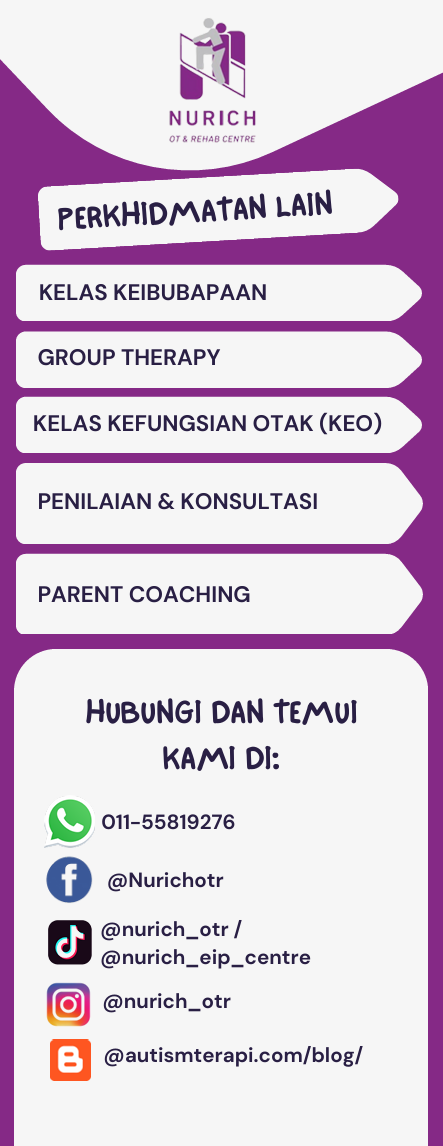 NURICH
OT & REHAB CENTRE
PERKHIDMATAN LAIN
KELAS KEIBUBAPAAN
GROUP THERAPY
KELAS KEFUNGSIAN OTAK (KEO)
PENILAIAN & KONSULTASI
PARENT COACHING
HUBUNGI DAN TEMUI
KAMI DI:
011-55819276
@Nurichotr
@nurich_otr /
@nurich_eip_centre
@nurich_otr
@autismterapi.com/blog/